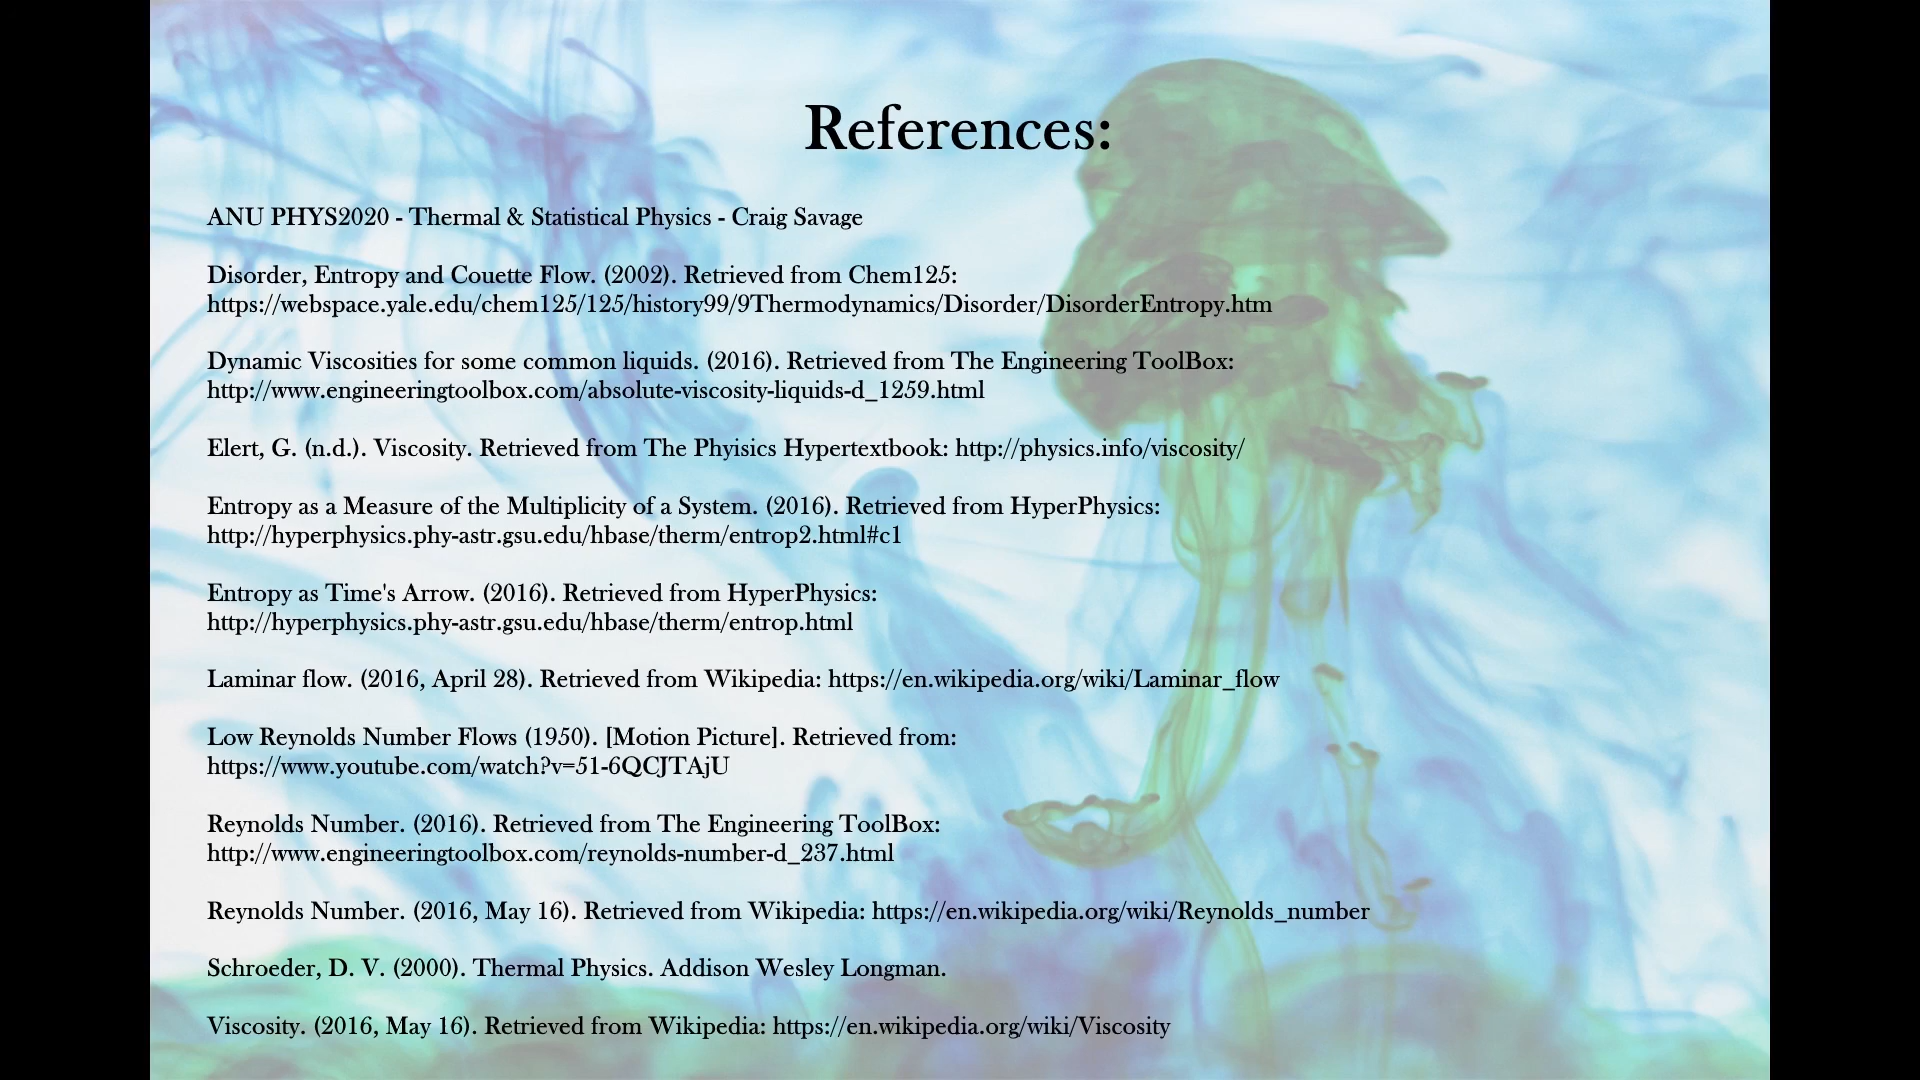 References:
ANU PHYS2020 - Thermal & Statistical Physics - Craig Savage
Disorder, Entropy and Couette Flow. (2002). Retrieved from Chem125:
https://webspace.yale.edu/chem125/125/history99/9Thermodynamics/Disorder/DisorderEntropy.htm
Dynamic Viscosities for some common liquids. (2016). Retrieved from The Engineering ToolBox:
http://www.engineeringtoolbox.com/absolute-viscosity-liquids-d_1259.html
Elert, G. (n.d.). Viscosity. Retrieved from The Phyisics Hypertextbook: http://physics.info/viscosity/
Entropy as a Measure of the Multiplicity of a System. (2016). Retrieved from HyperPhysics:
http://hyperphysics.phy-astr.gsu.edu/hbase/therm/entrop2.html#c1
Entropy as Time's Arrow. (2016). Retrieved from HyperPhysics:
http://hyperphysics.phy-astr.gsu.edu/hbase/therm/entrop.html
Laminar flow. (2016, April 28). Retrieved from Wikipedia: https://en.wikipedia.org/wiki/Laminar_flow
Low Reynolds Number Flows (1950). [Motion Picture]. Retrieved from:
https://www.youtube.com/watch?v=51-6QCJTAjU
Reynolds Number. (2016). Retrieved from The Engineering ToolBox:
http://www.engineeringtoolbox.com/reynolds-number-d_237.html
Reynolds Number. (2016, May 16). Retrieved from Wikipedia: https://en.wikipedia.org/wiki/Reynolds_number
Schroeder, D. V. (2000). Thermal Physics. Addison Wesley Longman.
Viscosity. (2016, May 16). Retrieved from Wikipedia: https://en.wikipedia.org/wiki/Viscosity